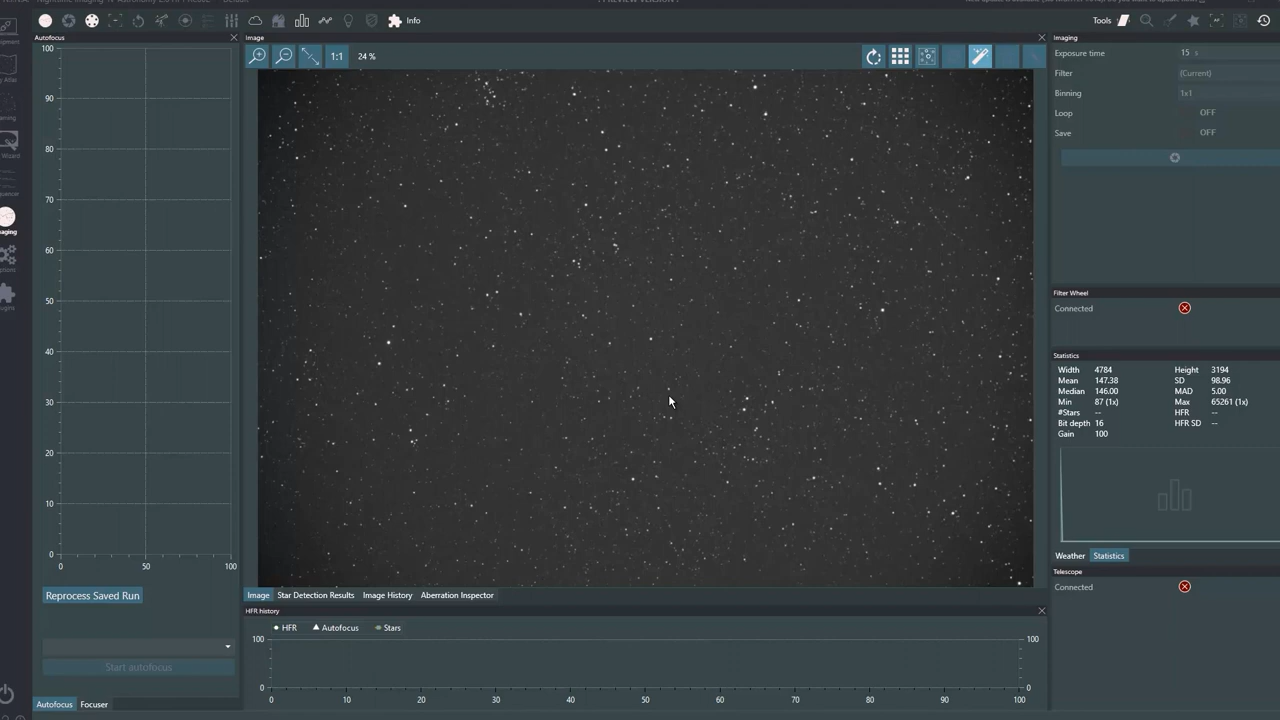 Info
Tools
Autofocus
Image
Imaging
1:1
24 %
Exposure time
15 s
Filter
(Current)
Binning
1x1
Loop
OFF
Save
OFF
100
90
80
70
60
50
40
30
20
10
0
0
50
100
Wizard
Filter Wheel
Connected
Statistics
Width 4784 Height 3194
Mean 147.38 SD 98.96
Median 146.00 MAD 5.00
Min 87 (1x) Max 65261 (1x)
#Stars -- HFR --
Bit depth 16 HFR SD --
Gain 100
Weather Statistics
Telescope
Connected
Reprocess Saved Run
Start autofocus
Autofocus Focuser
Image Star Detection Results Image History Aberration Inspector
HFR history
HFR Autofocus Stars
100
100
0
0
0 10 20 30 40 50 60 70 80 90 100